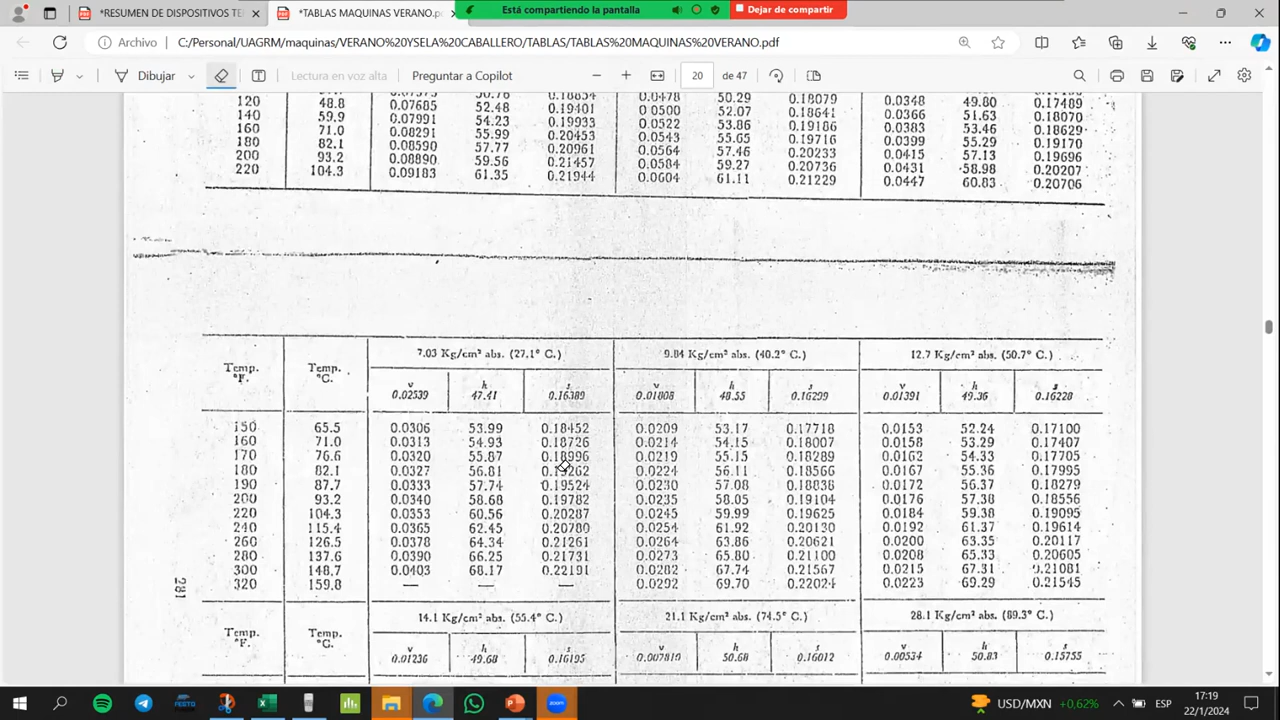 *RESUMEN DE DISPOSITIVOS TE
*TABLAS MAQUINAS VERANO.p
Está compartiendo la pantalla
Dejar de compartir
Archivo
C:/Personal/UAGRM/maquinas/VERANO%20YSELA%20CABALLERO/TABLAS/TABLAS%20MAQUINAS%20VERANO.pdf
Dibujar
Lectura en voz alta
Preguntar a Copilot
20
de 47
120 48.8 0.07685 52.48 0.19401 0.0500 52.07 0.18641 0.0366 51.63 0.18070
140 59.9 0.07991 54.23 0.19933 0.0522 53.86 0.19186 0.0383 53.46 0.18629
160 71.0 0.08291 55.99 0.20453 0.0543 55.65 0.19716 0.0399 55.29 0.19170
180 82.1 0.08590 57.77 0.20961 0.0564 57.46 0.20233 0.0415 57.13 0.19696
200 93.2 0.08890 59.56 0.21457 0.0584 59.27 0.20736 0.0431 58.98 0.20207
220 104.3 0.09183 61.35 0.21944 0.0604 61.11 0.21229 0.0447 60.83 0.20706
Temp. °F. Temp. °C. 7.03 Kg/cm² abs. (27.1° C.) 9.84 Kg/cm² abs. (40.2° C.) 12.7 Kg/cm² abs. (50.7° C.)
v h s v h s v h s
0.02539 47.41 0.16389 0.01808 48.55 0.16299 0.01391 49.36 0.16228
150 65.5 0.0306 53.99 0.18452 0.0209 53.17 0.17718 0.0153 52.24 0.17100
160 71.0 0.0313 54.93 0.18726 0.0214 54.15 0.18007 0.0158 53.29 0.17407
170 76.6 0.0320 55.87 0.18996 0.0219 55.15 0.18289 0.0162 54.33 0.17705
180 82.1 0.0327 56.81 0.19262 0.0224 56.11 0.18566 0.0167 55.36 0.17995
190 87.7 0.0333 57.74 0.19524 0.0230 57.08 0.18838 0.0172 56.37 0.18279
200 93.2 0.0340 58.68 0.19782 0.0235 58.05 0.19104 0.0176 57.38 0.18556
220 104.3 0.0353 60.56 0.20287 0.0245 59.99 0.19625 0.0184 59.38 0.19095
240 115.4 0.0365 62.45 0.20780 0.0254 61.92 0.20130 0.0192 61.37 0.19614
260 126.5 0.0378 64.34 0.21261 0.0264 63.86 0.20621 0.0200 63.35 0.20117
280 137.6 0.0390 66.25 0.21731 0.0273 65.80 0.21100 0.0208 65.33 0.20605
300 148.7 0.0403 68.17 0.22191 0.0282 67.74 0.21567 0.0215 67.31 0.21081
320 159.8 — — — 0.0292 69.70 0.22024 0.0223 69.29 0.21545
281
Temp. °F. Temp. °C. 14.1 Kg/cm² abs. (55.4° C.) 21.1 Kg/cm² abs. (74.5° C.) 28.1 Kg/cm² abs. (89.3° C.)
v h s v h s v h s
0.01236 49.68 0.16195 0.007819 50.68 0.16012 0.00534 50.83 0.15755
USD/MXN +0,62%
ESP
17:19
22/1/2024